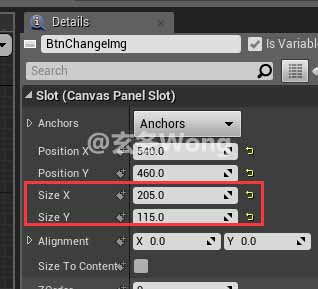 Details
BtnChangeImg
Is Variabl
Search
Slot (Canvas Panel Slot)
Anchors Anchors
Position X 540.0
Position Y 460.0
Size X 205.0
Size Y 115.0
Alignment X 0.0 Y 0.0
Size To Content
@玄冬Wong